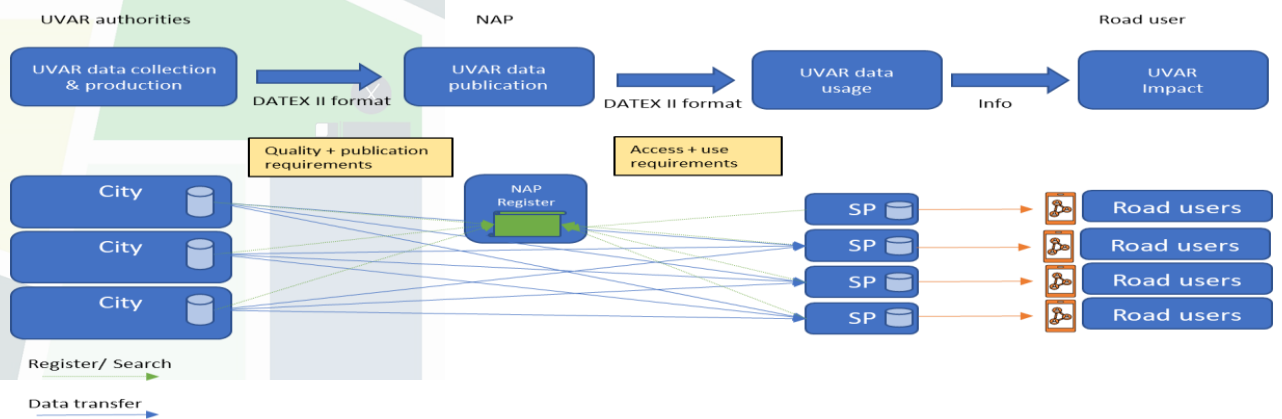 UVAR authorities
NAP
Road user
UVAR data collection
& production
UVAR data
publication
UVAR data
usage
UVAR
Impact
DATEX II format
DATEX II format
Info
Quality + publication
requirements
Access + use
requirements
City
City
City
NAP
Register
SP
SP
SP
SP
Road users
Road users
Road users
Road users
Register/ Search
Data transfer
X